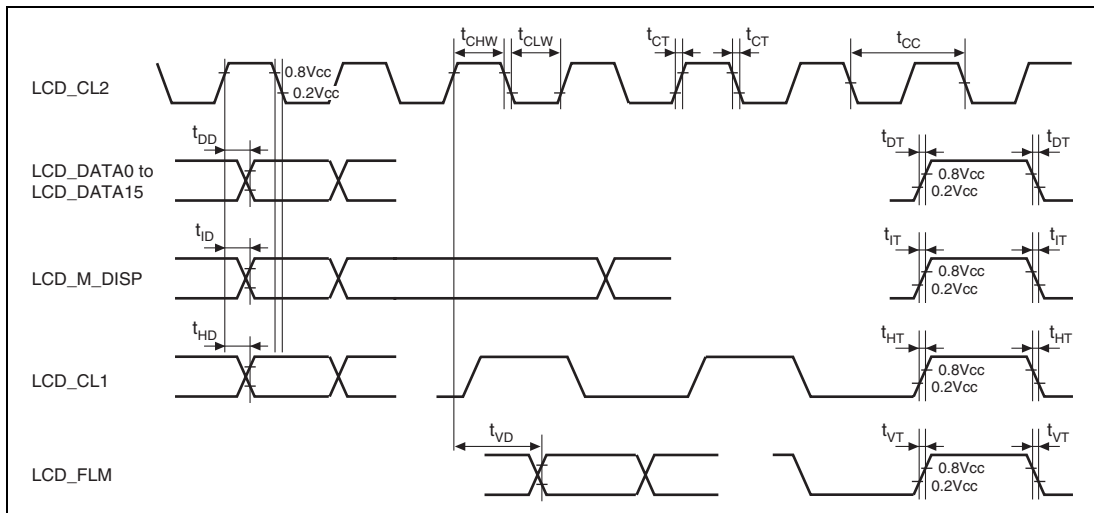 tCHW tCLW tCT tCT tCC
LCD_CL2
0.8Vcc
0.2Vcc
tDD tDT tDT
LCD_DATA0 to
LCD_DATA15
0.8Vcc
0.2Vcc
tID tIT tIT
LCD_M_DISP
0.8Vcc
0.2Vcc
tHD tHT tHT
LCD_CL1
0.8Vcc
0.2Vcc
tVD tVT tVT
LCD_FLM
0.8Vcc
0.2Vcc